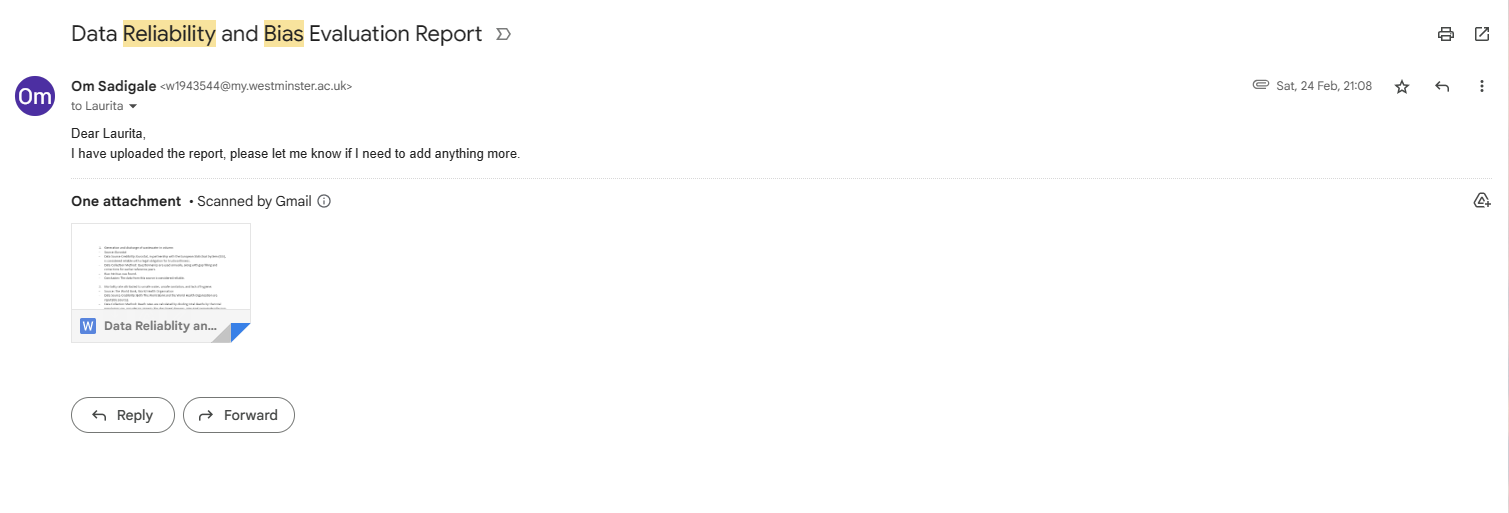 Data Reliability and Bias Evaluation Report
Om
Om Sadigale <w1943544@my.westminster.ac.uk>
Sat, 24 Feb, 21:08
to Laurita
Dear Laurita,
I have uploaded the report, please let me know if I need to add anything more.
One attachment • Scanned by Gmail
W Data Reliablity an...
Reply
Forward